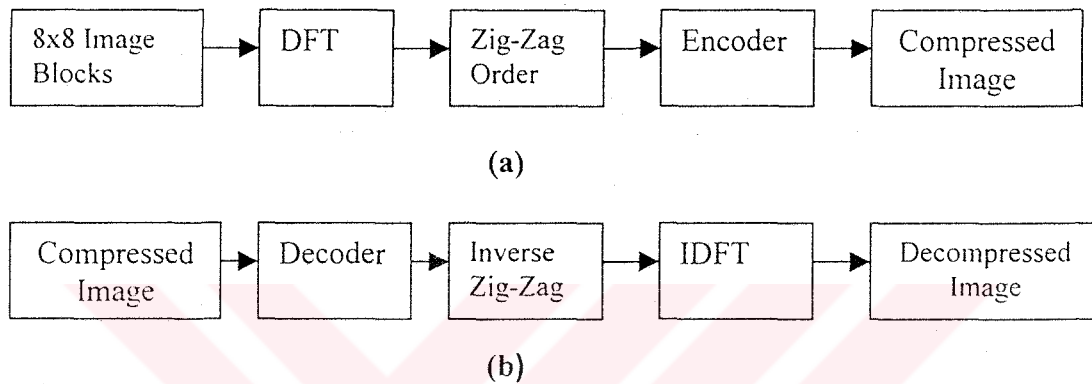 8x8 Image
Blocks
DFT
Zig-Zag
Order
Encoder
Compressed
Image
(a)
Compressed
Image
Decoder
Inverse
Zig-Zag
IDFT
Decompressed
Image
(b)